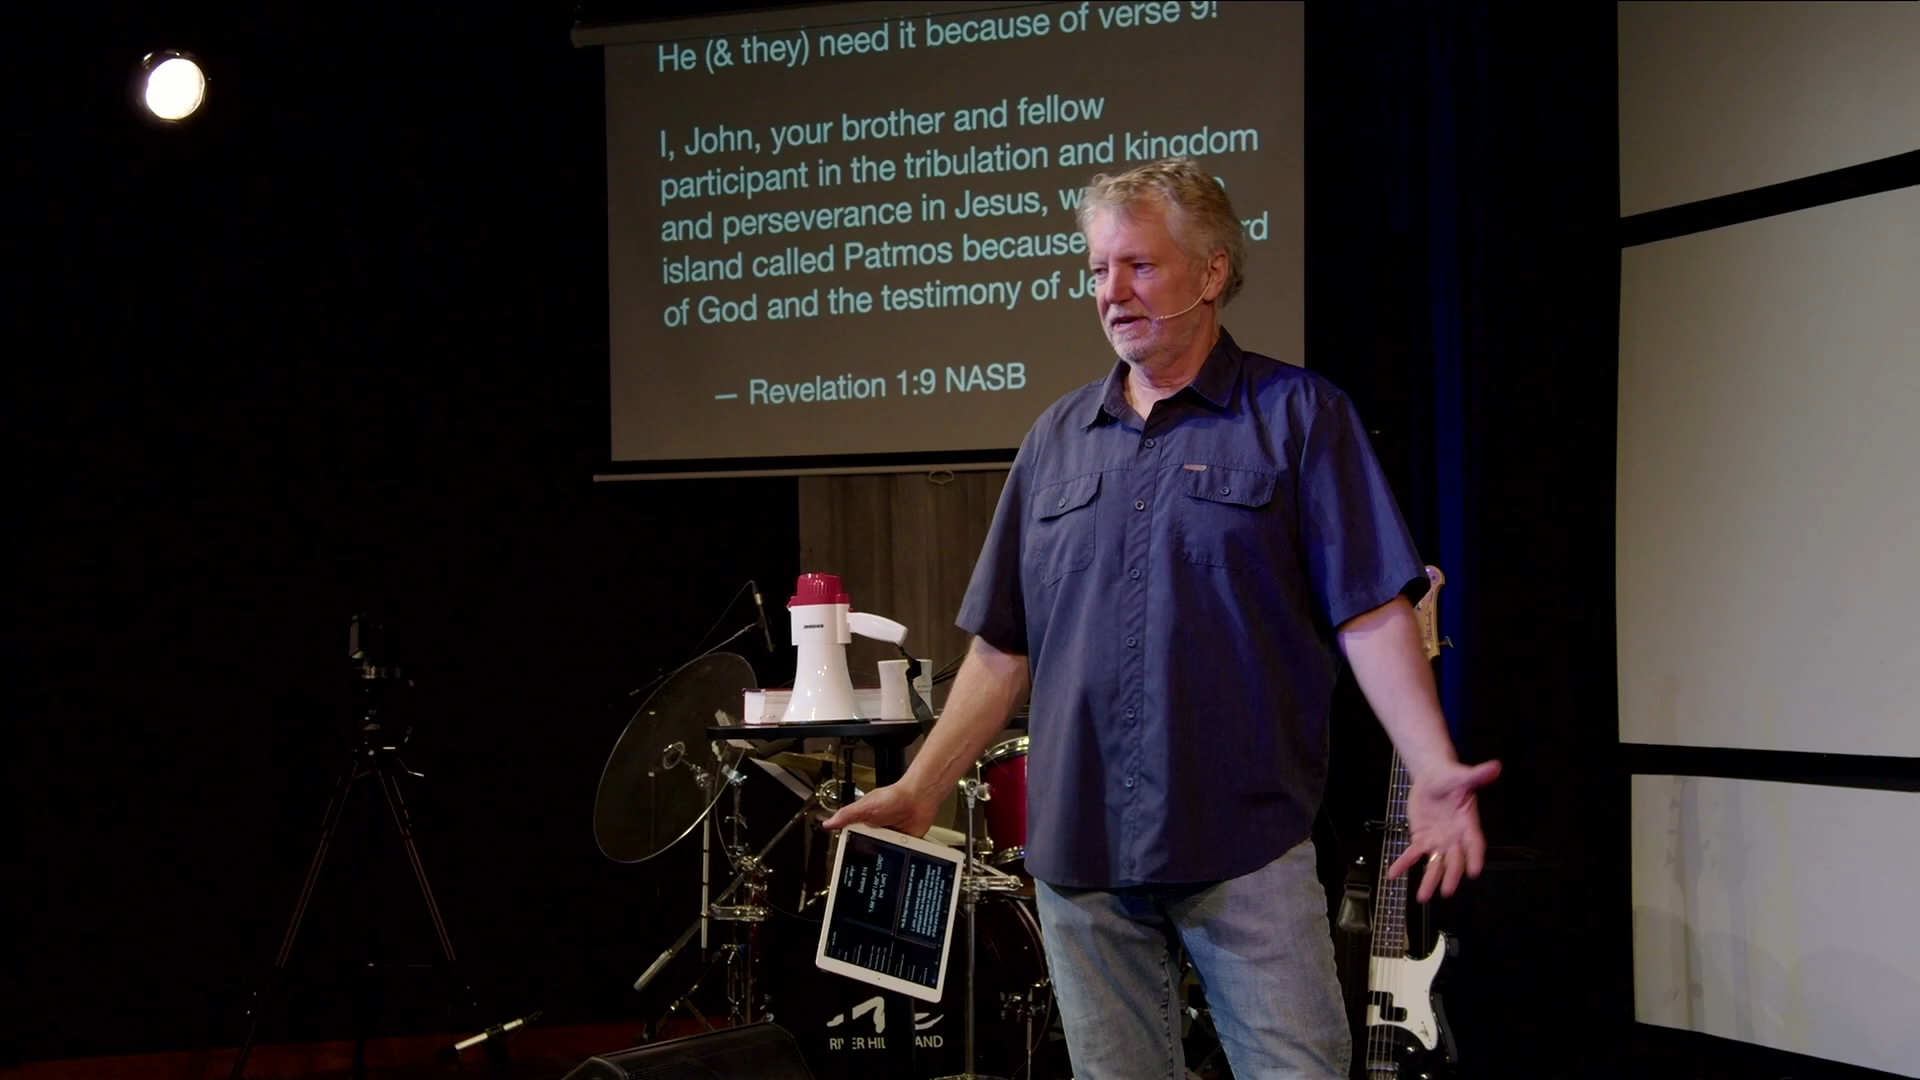 He (& they) need it because of verse 9!
I, John, your brother and fellow
participant in the tribulation and kingdom
and perseverance in Jesus,
island called Patmos because
of God and the testimony of
— Revelation 1:9 NASB